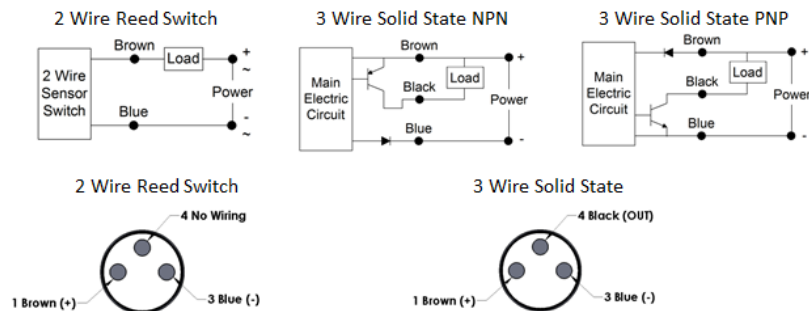 2 Wire Reed Switch
Brown
Load
+
~
2 Wire
Sensor
Switch
Power
Blue
-
~
3 Wire Solid State NPN
Brown
+
Main
Electric
Circuit
Black
Load
Power
Blue
-
3 Wire Solid State PNP
Brown
+
Main
Electric
Circuit
Black
Load
Power
Blue
-
2 Wire Reed Switch
4 No Wiring
1 Brown (+)
3 Blue (-)
3 Wire Solid State
4 Black (OUT)
1 Brown (+)
3 Blue (-)